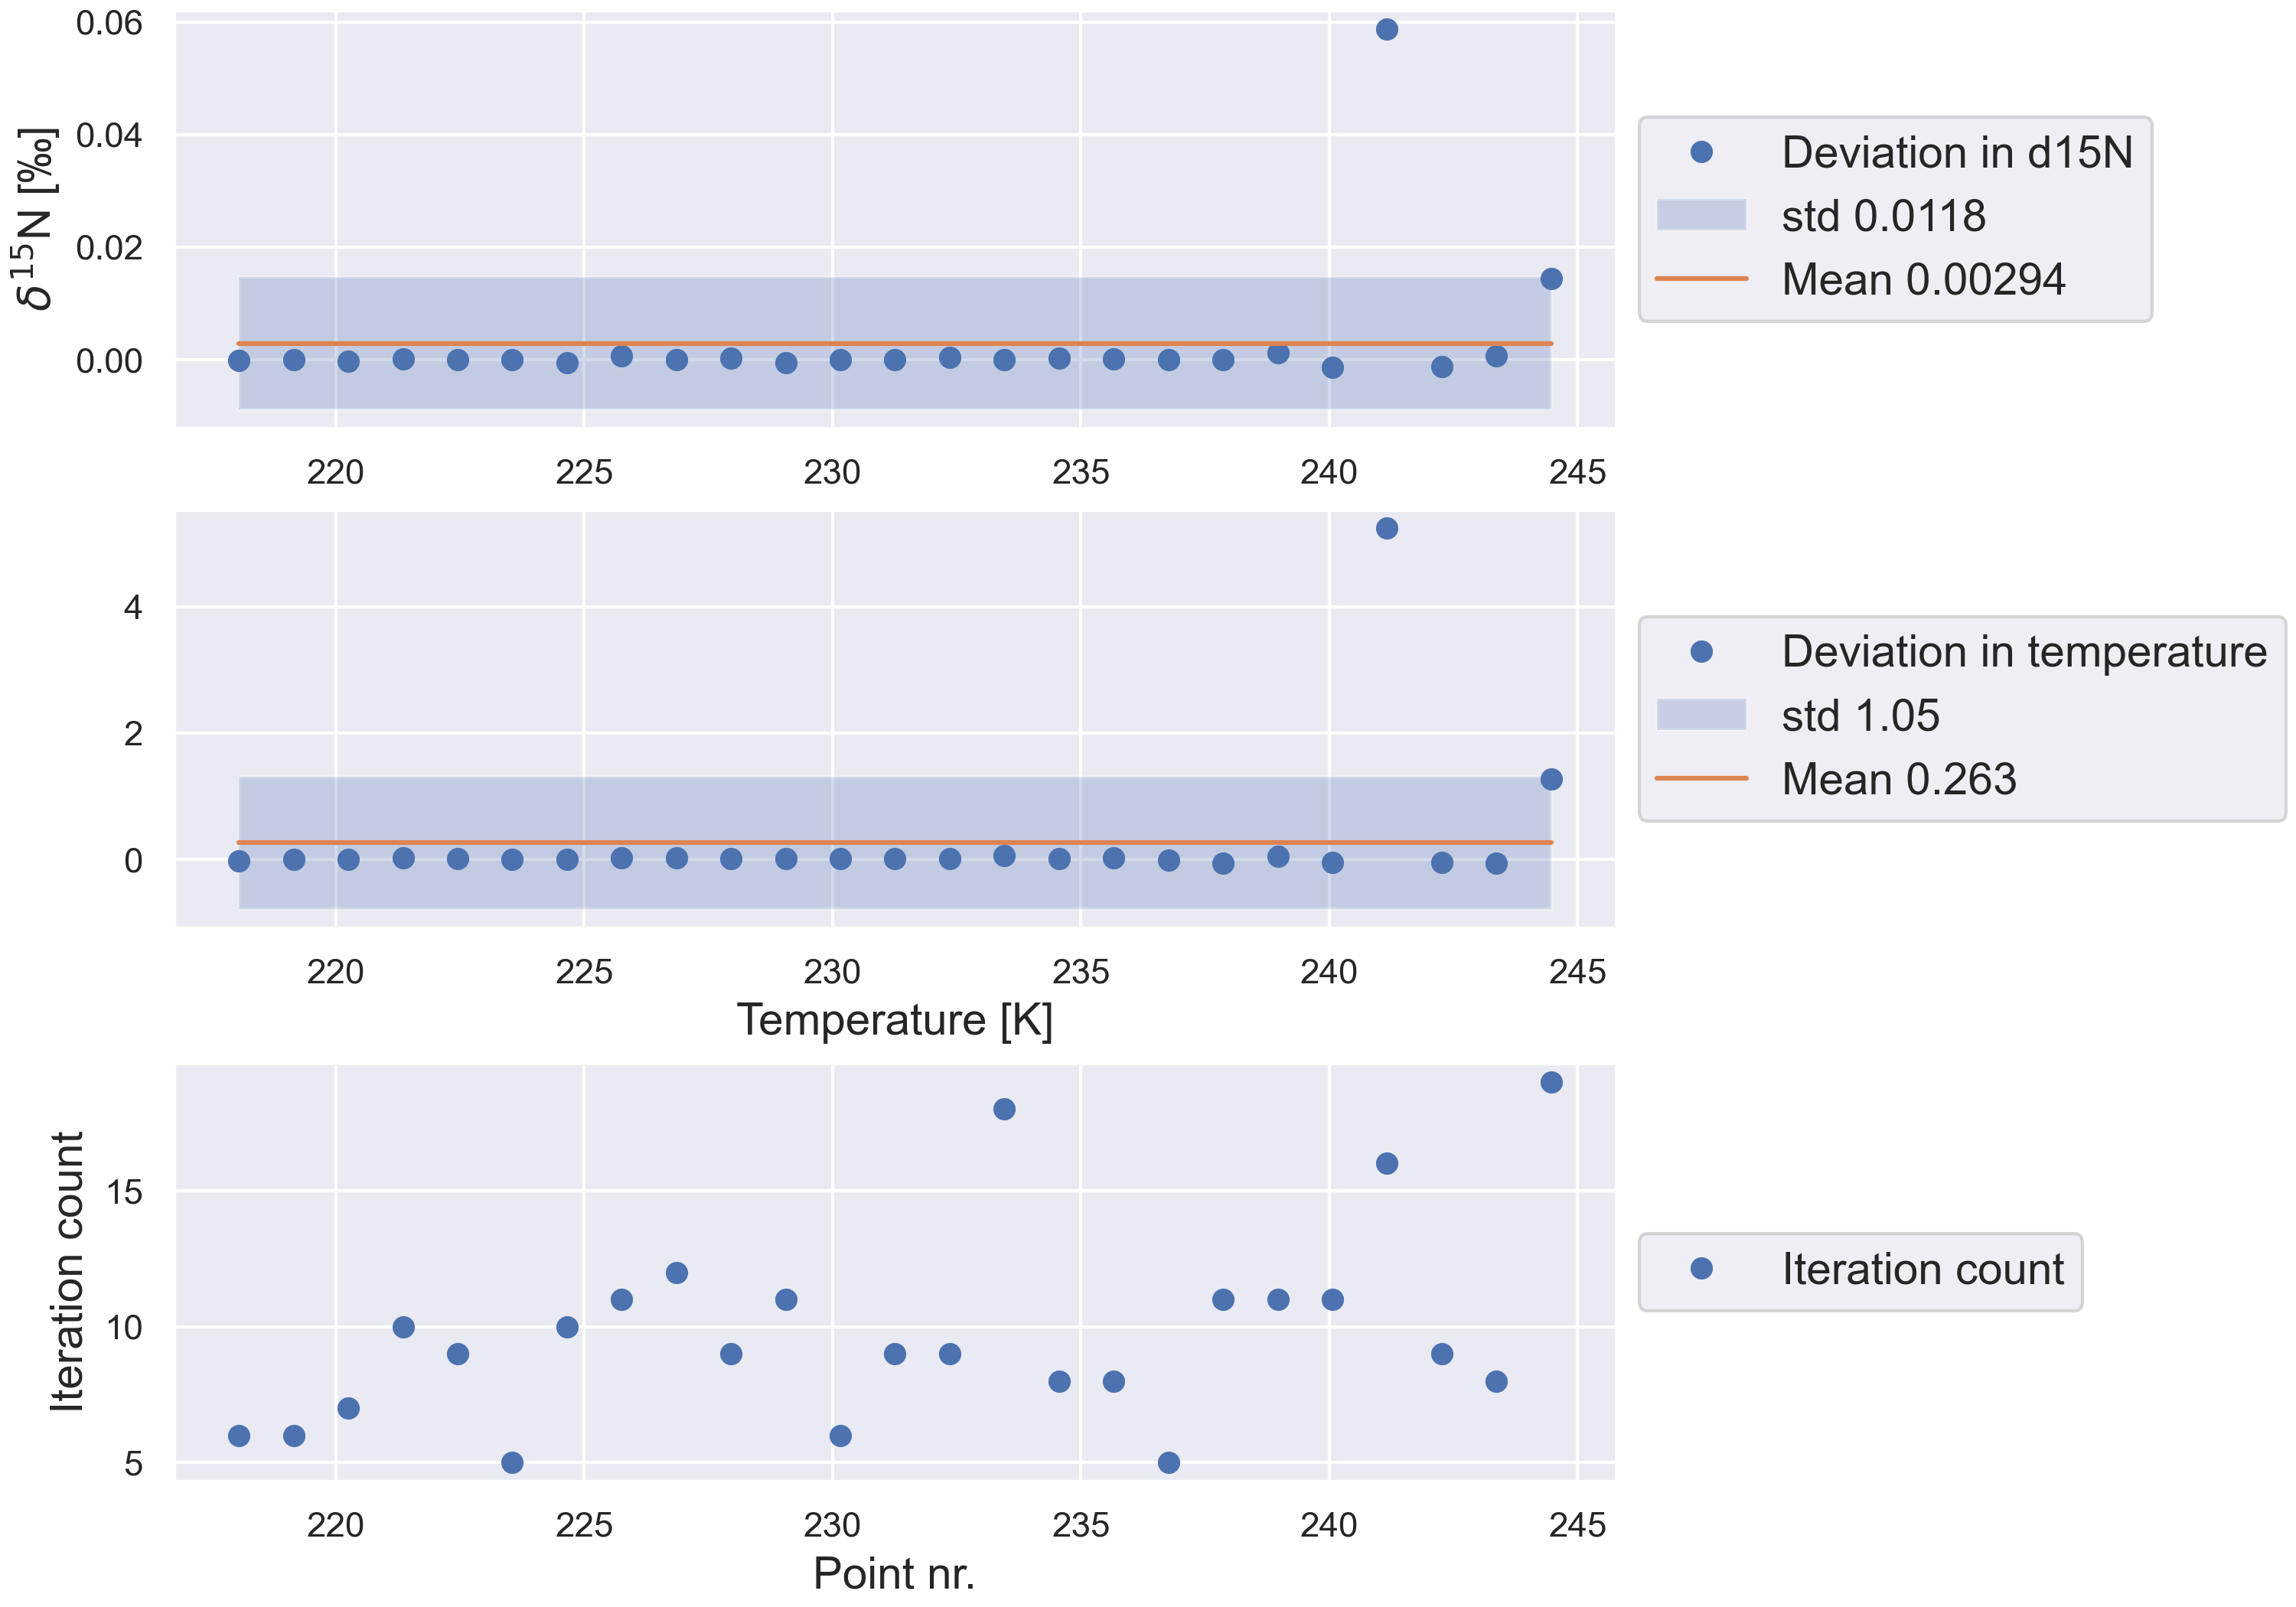 0.06
0.04
0.02
0.00
δ¹⁵N [‰]
220 225 230 235 240 245
Deviation in d15N
std 0.0118
Mean 0.00294
4
2
0
220 225 230 235 240 245
Temperature [K]
Deviation in temperature
std 1.05
Mean 0.263
15
10
5
Iteration count
220 225 230 235 240 245
Point nr.
Iteration count